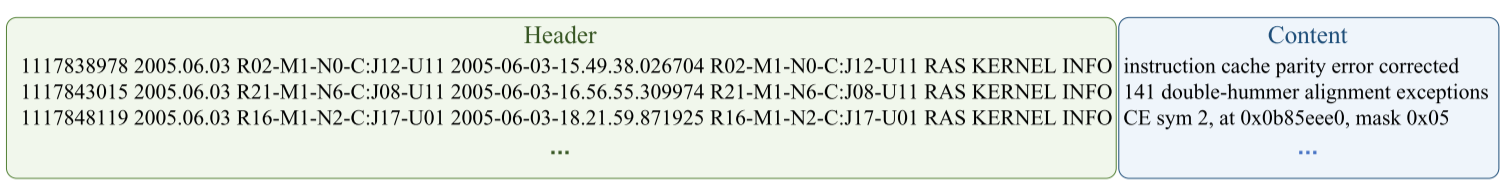 Header Content
1117838978 2005.06.03 R02-M1-N0-C:J12-U11 2005-06-03-15.49.38.026704 R02-M1-N0-C:J12-U11 RAS KERNEL INFO instruction cache parity error corrected
1117843015 2005.06.03 R21-M1-N6-C:J08-U11 2005-06-03-16.56.55.309974 R21-M1-N6-C:J08-U11 RAS KERNEL INFO 141 double-hummer alignment exceptions
1117848119 2005.06.03 R16-M1-N2-C:J17-U01 2005-06-03-18.21.59.871925 R16-M1-N2-C:J17-U01 RAS KERNEL INFO CE sym 2, at 0x0b85eee0, mask 0x05
... ...